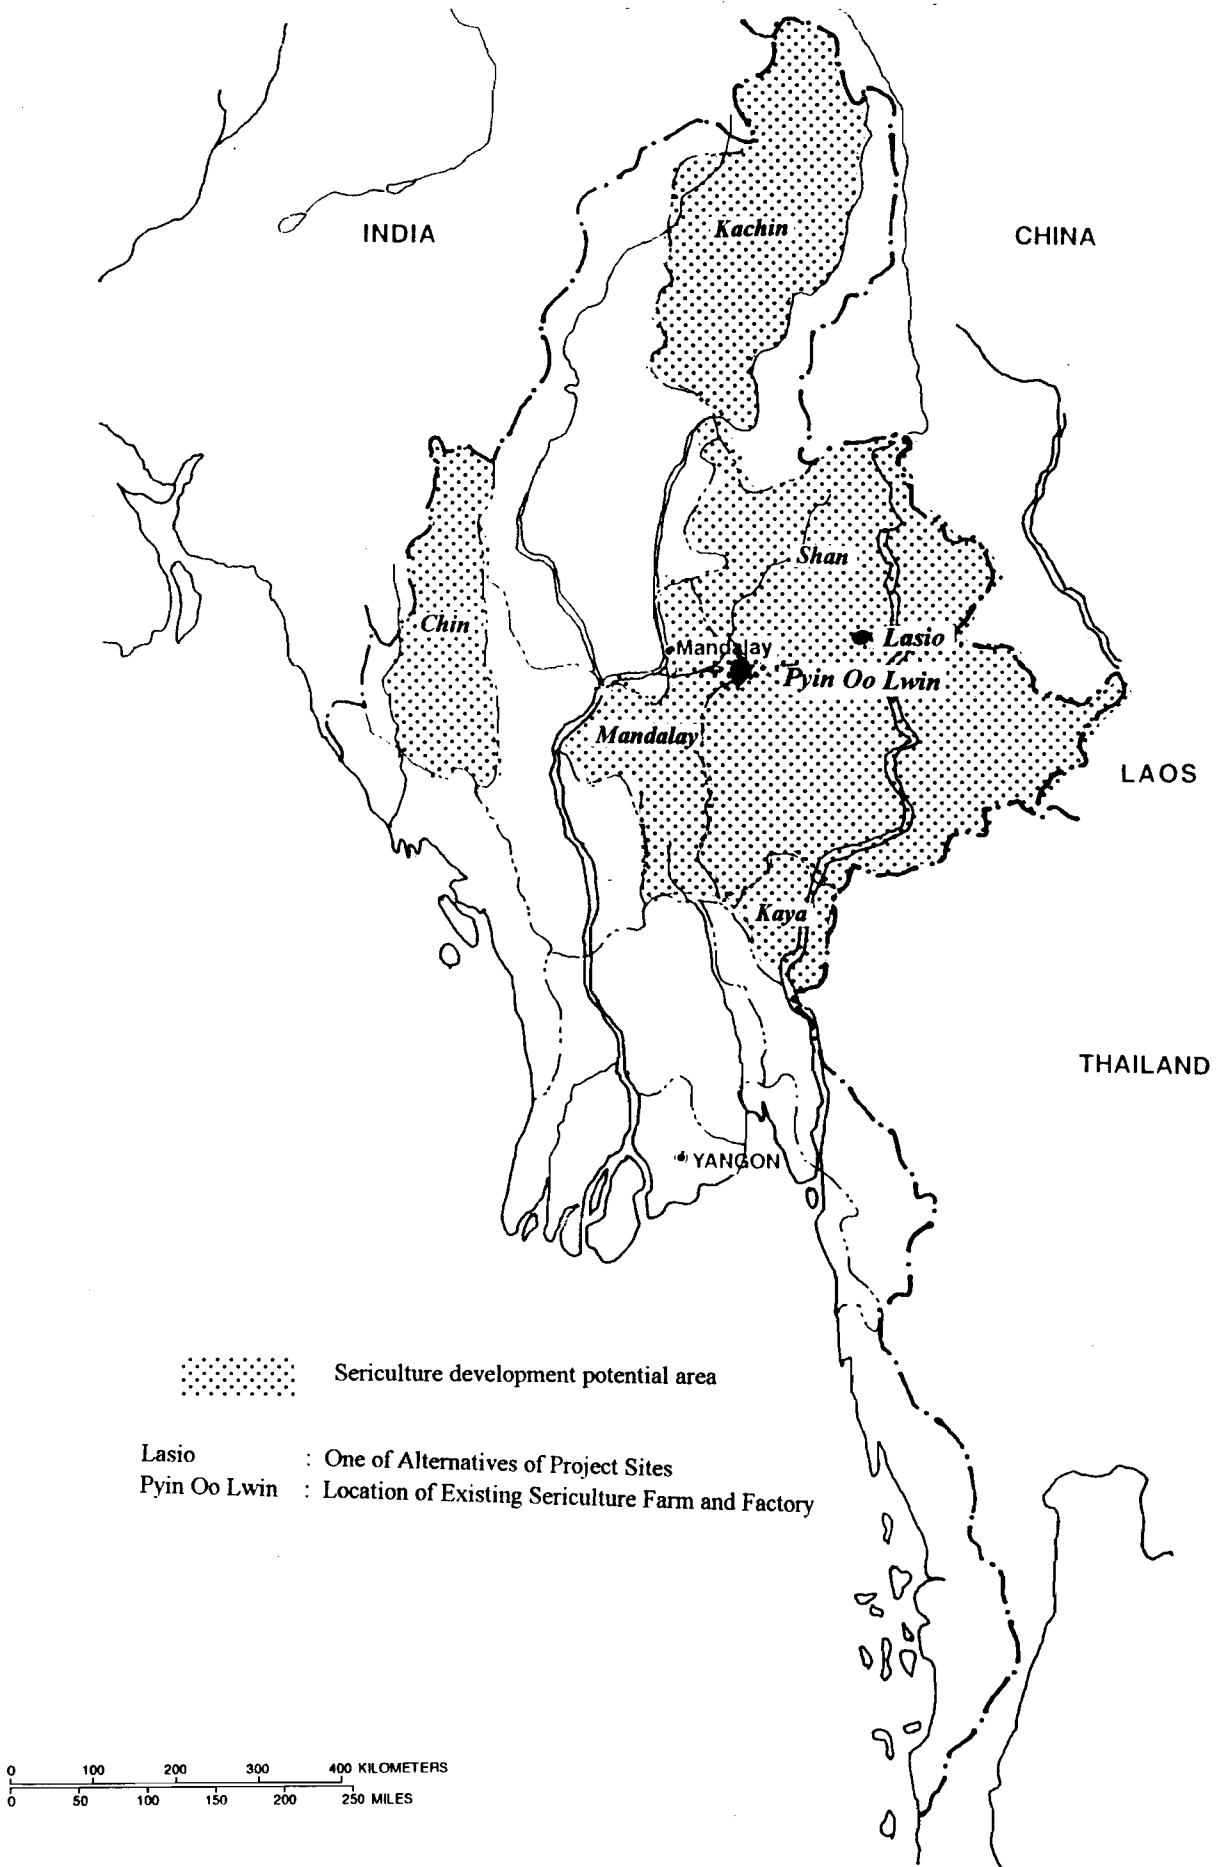 INDIA
CHINA
Kachin
Shan
Chin
Lasio
Mandalay
Pyin Oo Lwin
Mandalay
LAOS
Kaya
THAILAND
YANGON
Sericulture development potential area
Lasio : One of Alternatives of Project Sites
Pyin Oo Lwin : Location of Existing Sericulture Farm and Factory
0 100 200 300 400 KILOMETERS
0 50 100 150 200 250 MILES